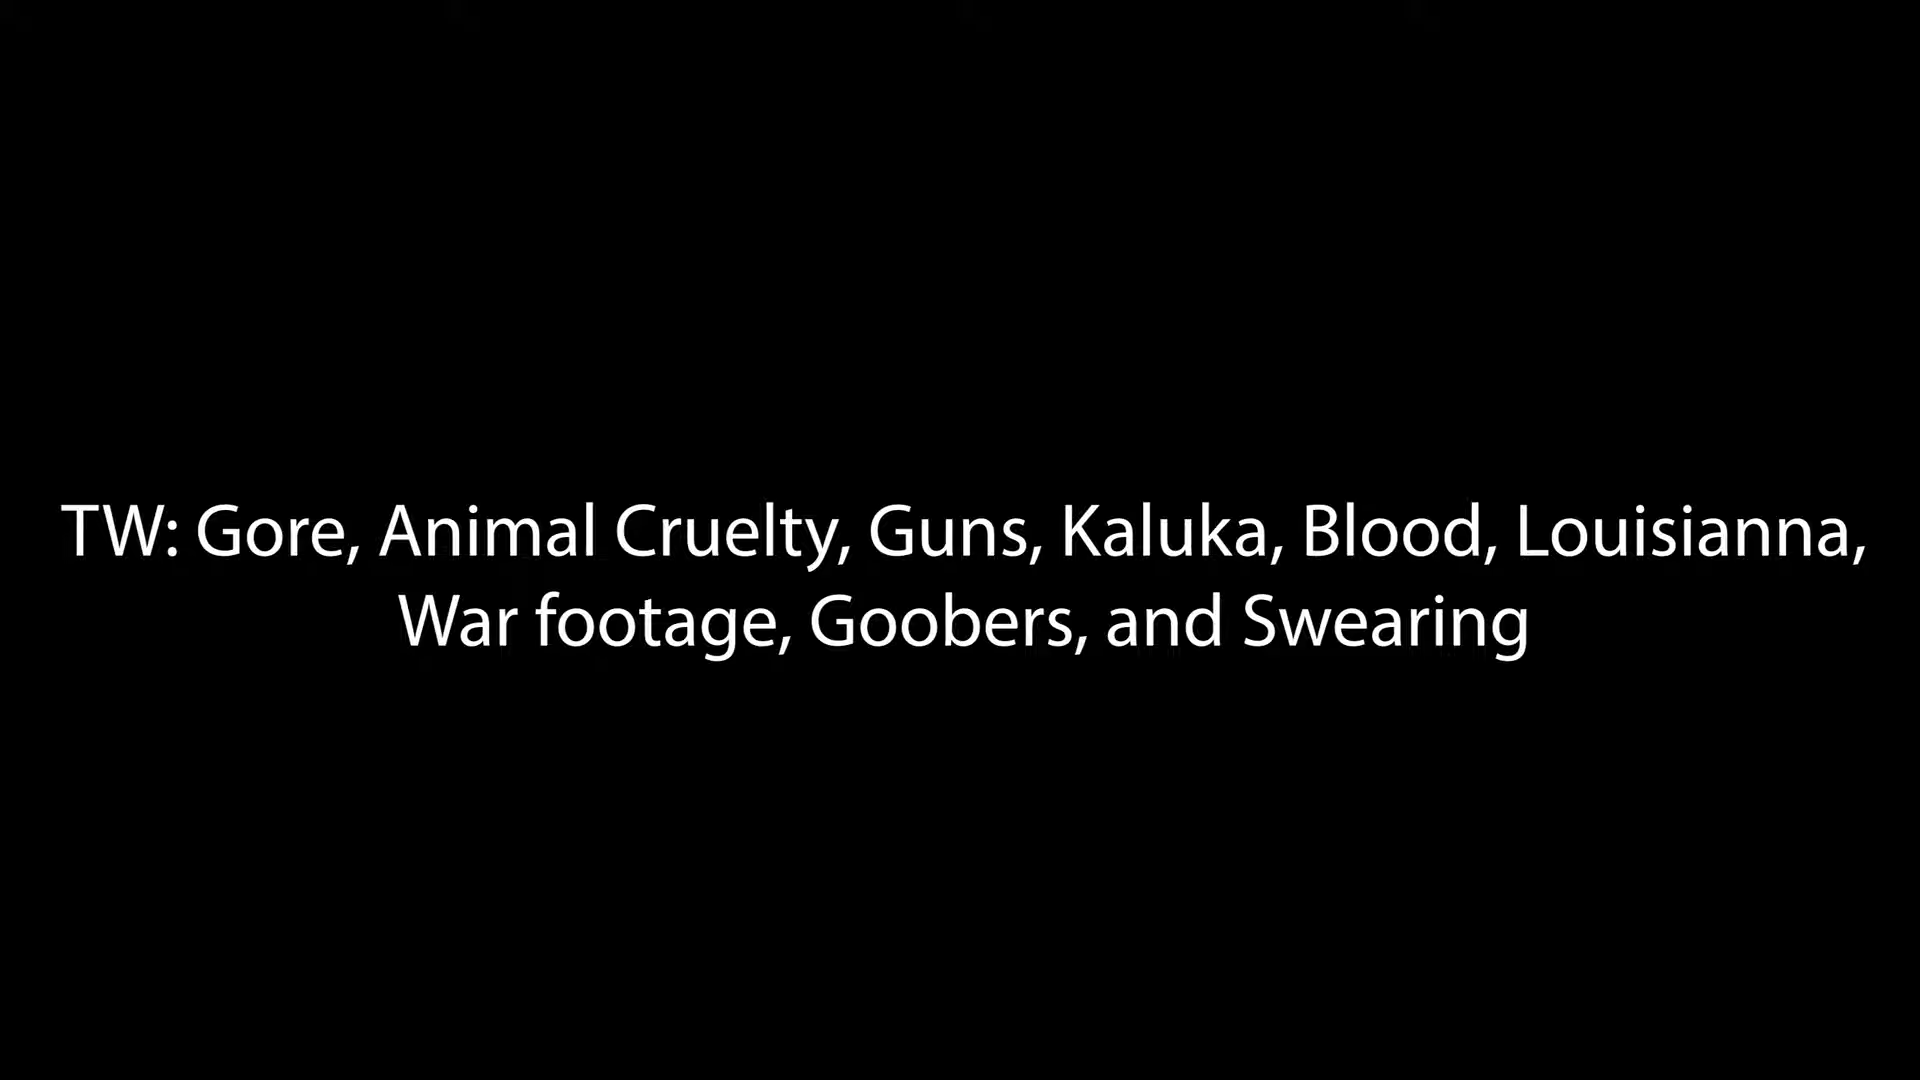 TW: Gore, Animal Cruelty, Guns, Kaluka, Blood, Louisianna,
War footage, Goobers, and Swearing